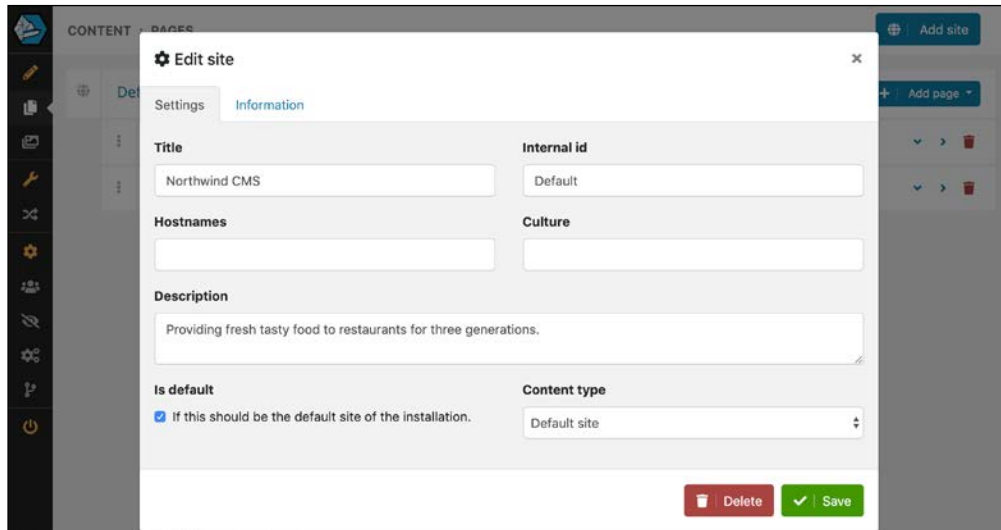 CONTENT / PAGES
Add site
Edit site
×
Def
Add page
Settings
Information
Title
Internal id
Northwind CMS
Default
Hostnames
Culture
Description
Providing fresh tasty food to restaurants for three generations.
Is default
Content type
If this should be the default site of the installation.
Default site
Delete
Save